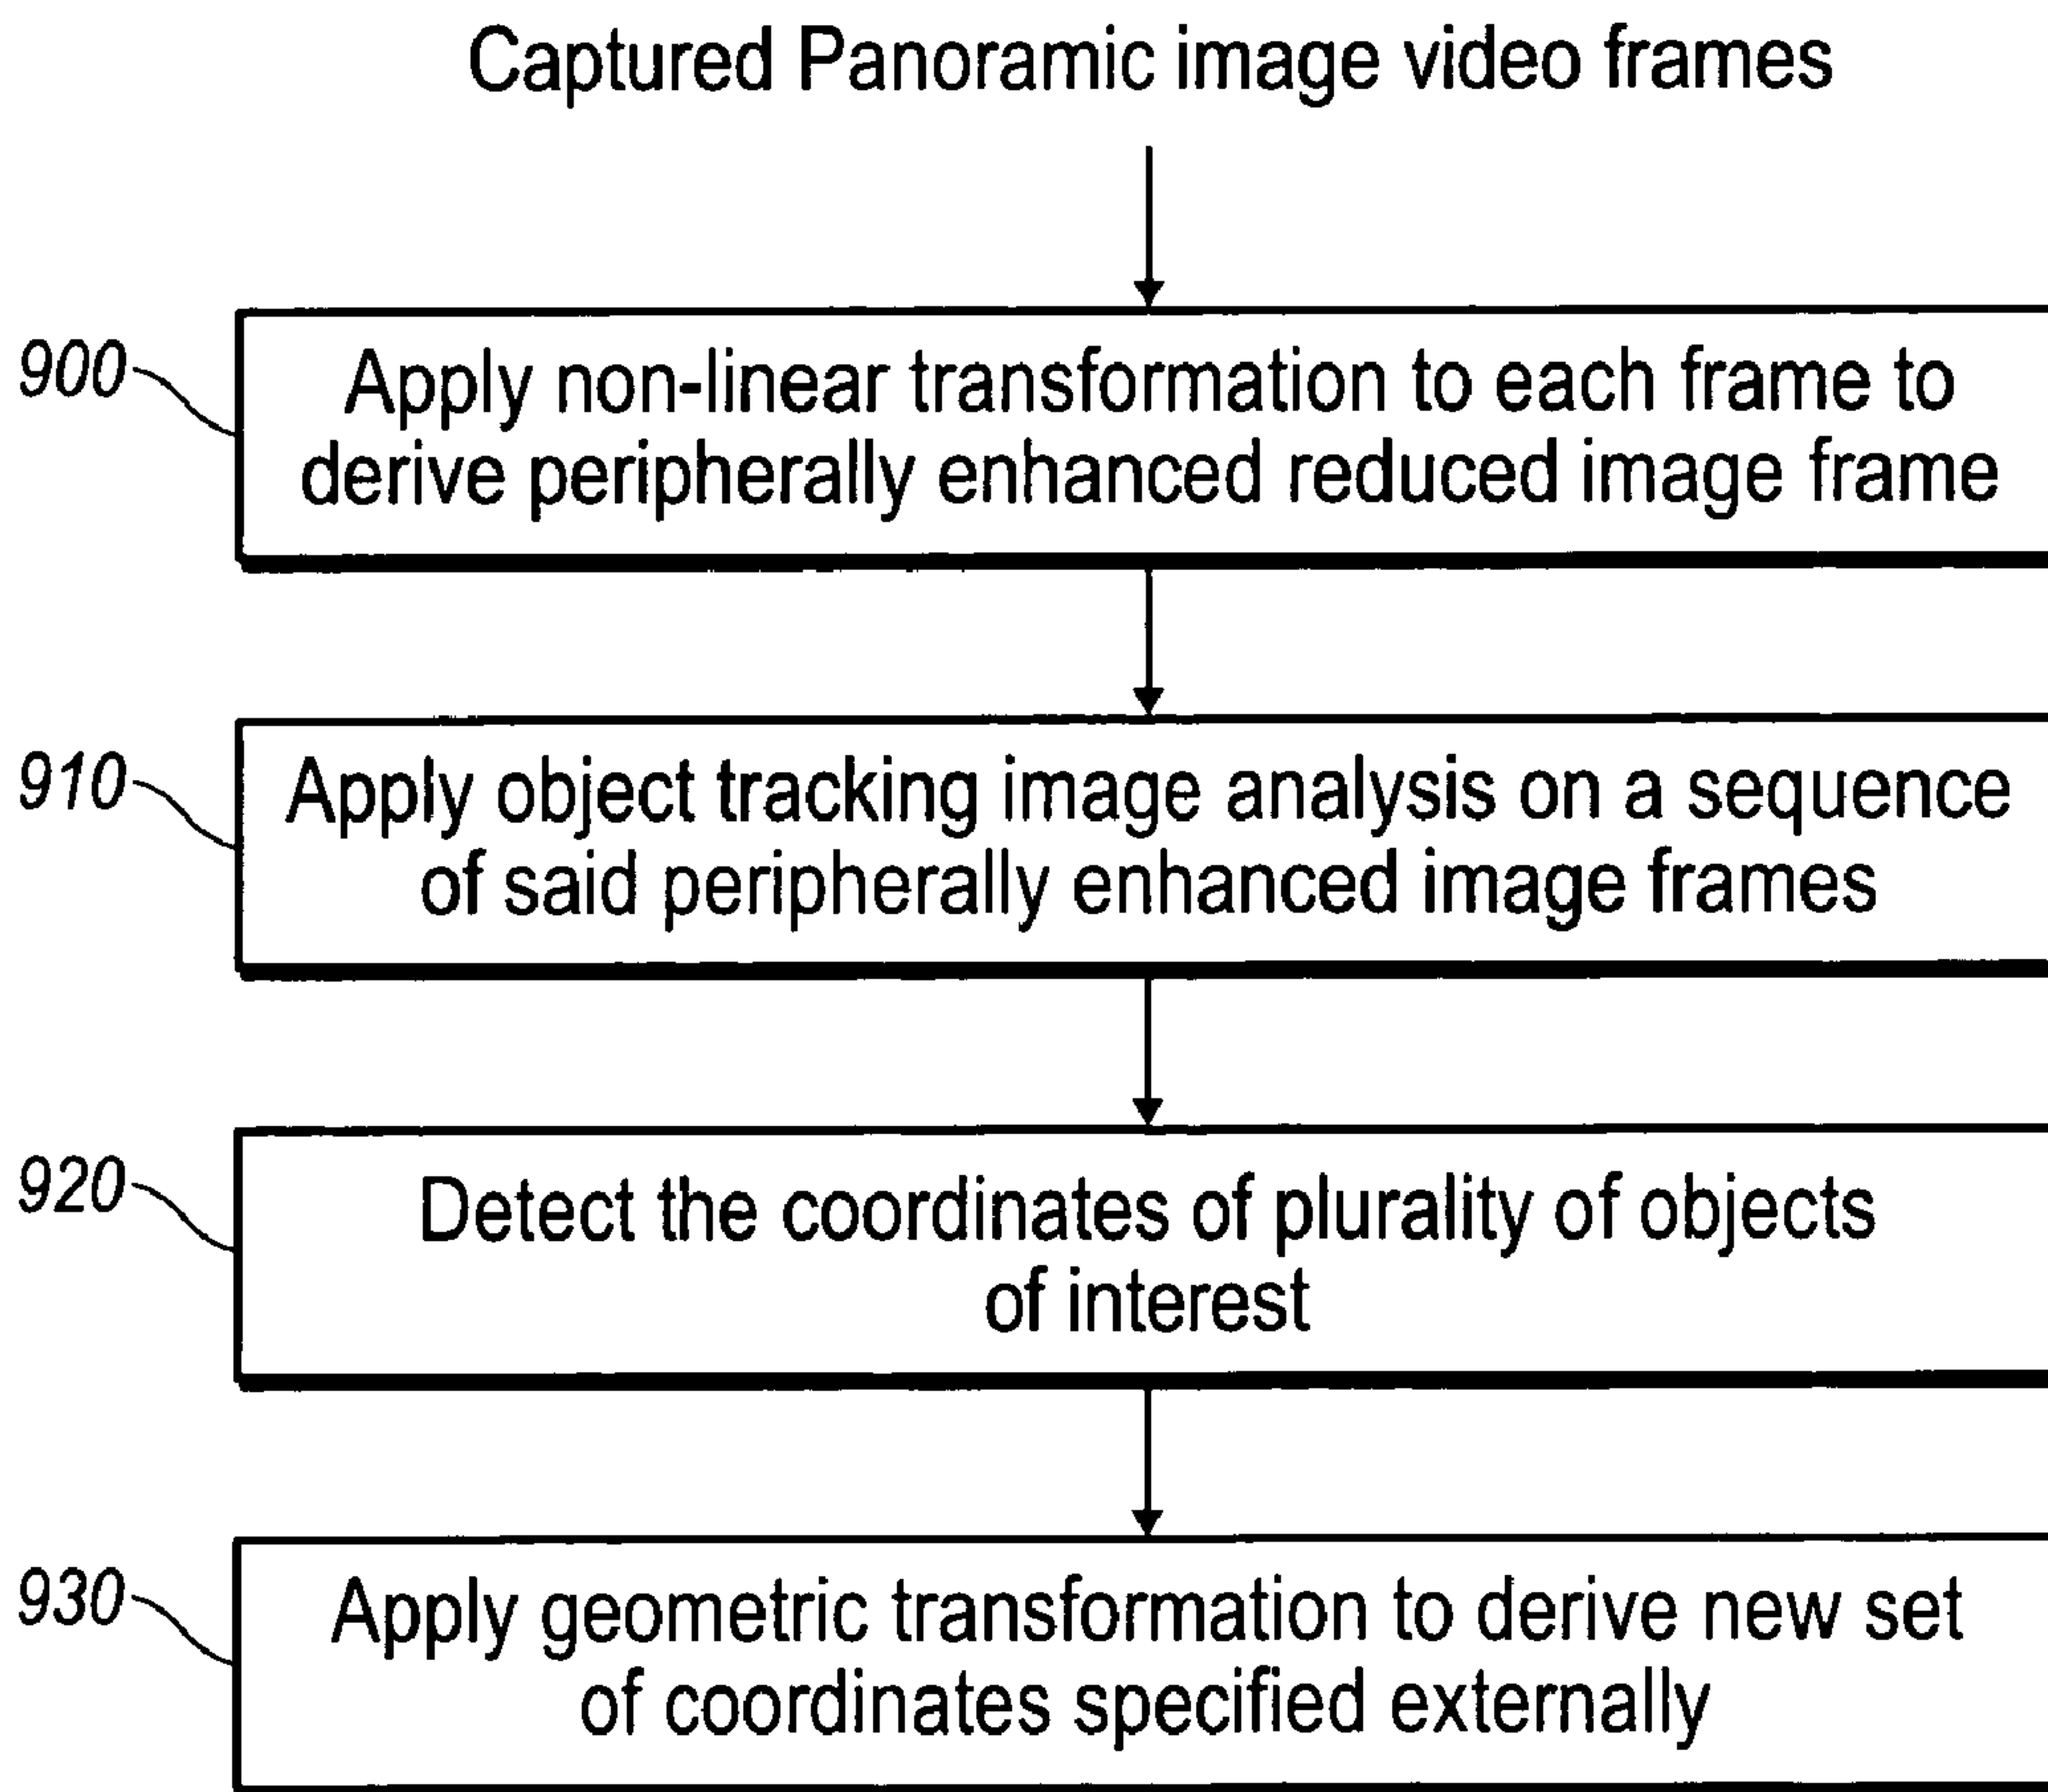 Captured Panoramic image video frames
900
Apply non-linear transformation to each frame to
derive peripherally enhanced reduced image frame
910
Apply object tracking image analysis on a sequence
of said peripherally enhanced image frames
920
Detect the coordinates of plurality of objects
of interest
930
Apply geometric transformation to derive new set
of coordinates specified externally